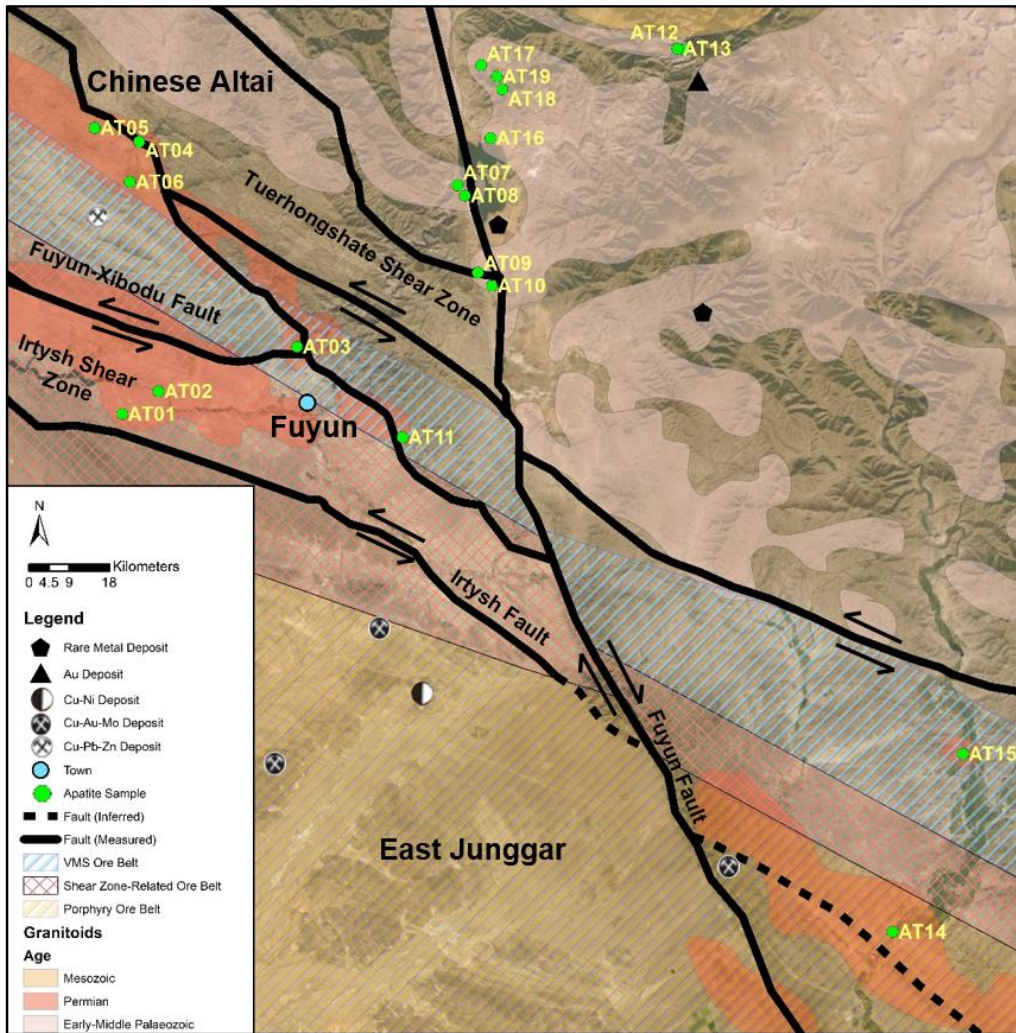 Chinese Altai
AT12
AT13
AT17
AT19
AT18
AT16
AT05
AT04
AT06
AT07
AT08
AT09
AT10
Tuerhongshate Shear Zone
Fuyun-Xibodu Fault
Irtysh Shear
Zone
AT03
AT02
AT01
Fuyun
AT11
Irtysh Fault
Fuyun Fault
AT15
East Junggar
AT14
N
Kilometers
0 4.5 9 18
Legend
Rare Metal Deposit
Au Deposit
Cu-Ni Deposit
Cu-Au-Mo Deposit
Cu-Pb-Zn Deposit
Town
Apatite Sample
Fault (Inferred)
Fault (Measured)
VMS Ore Belt
Shear Zone-Related Ore Belt
Porphyry Ore Belt
Granitoids
Age
Mesozoic
Permian
Early-Middle Palaeozoic